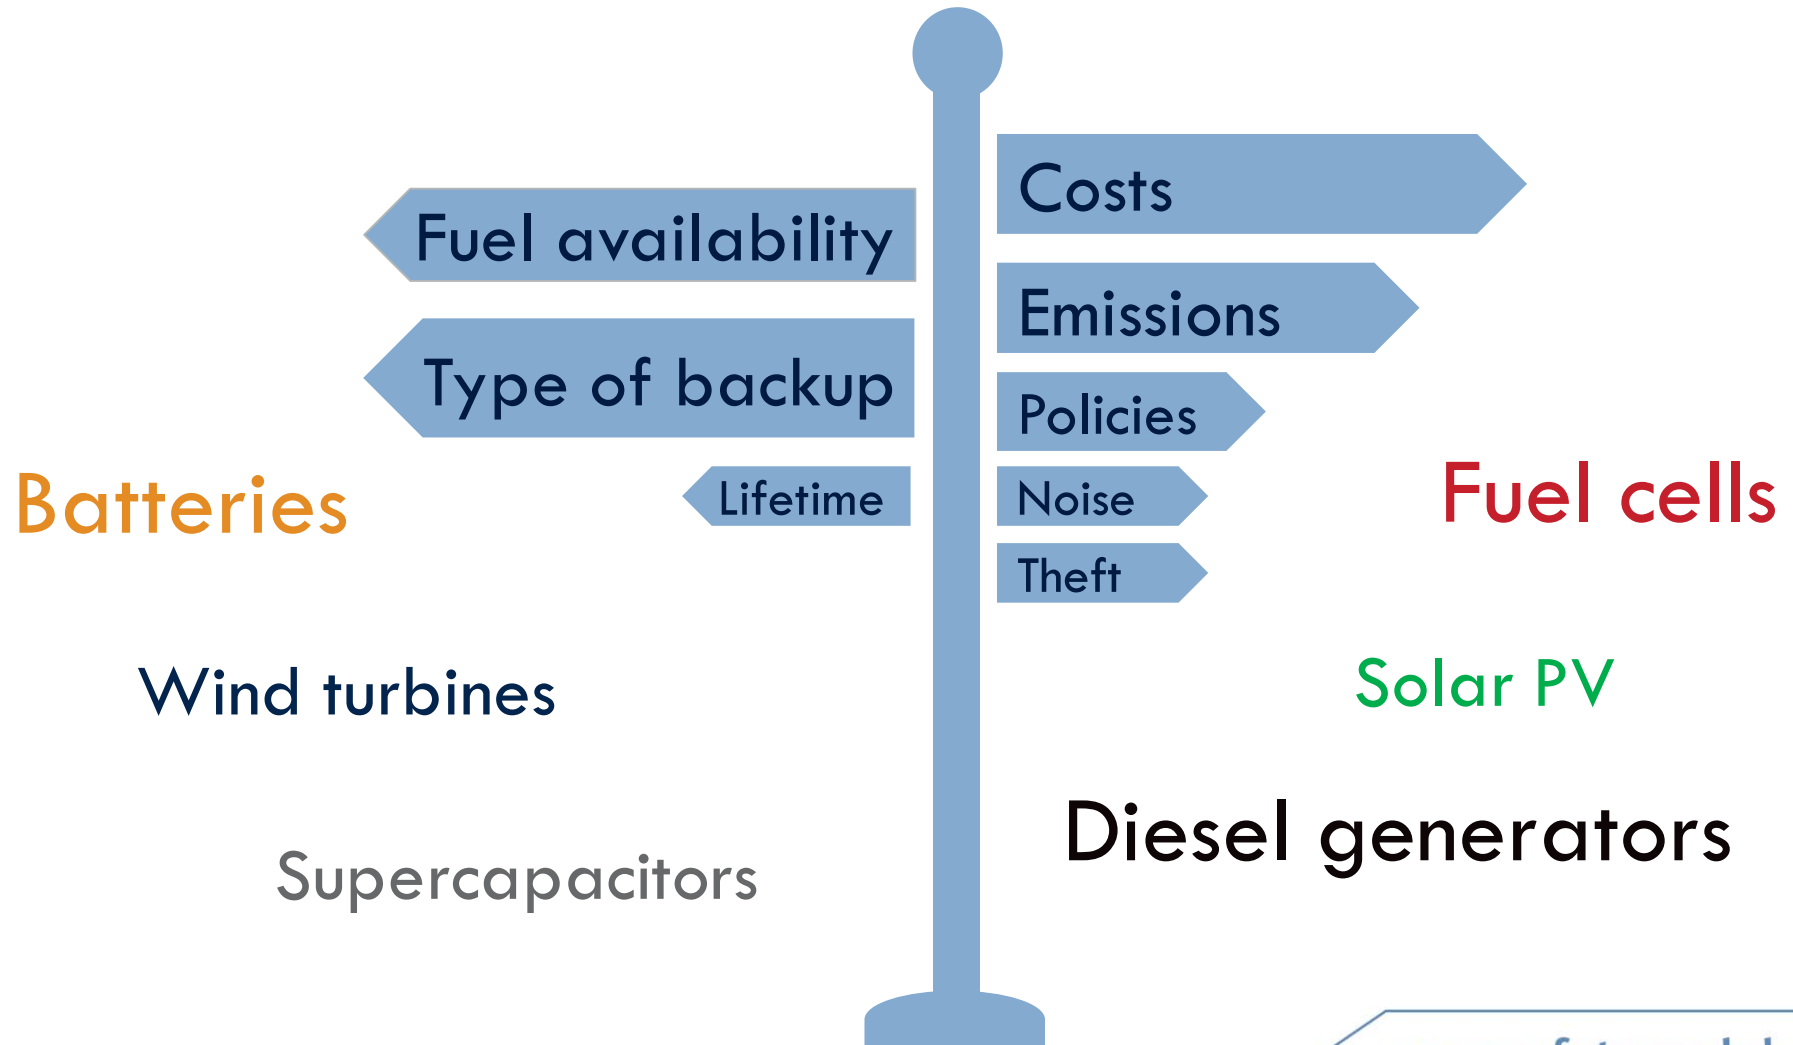 Costs
Fuel availability
Emissions
Type of backup
Policies
Batteries
Lifetime
Noise
Fuel cells
Theft
Wind turbines
Solar PV
Diesel generators
Supercapacitors